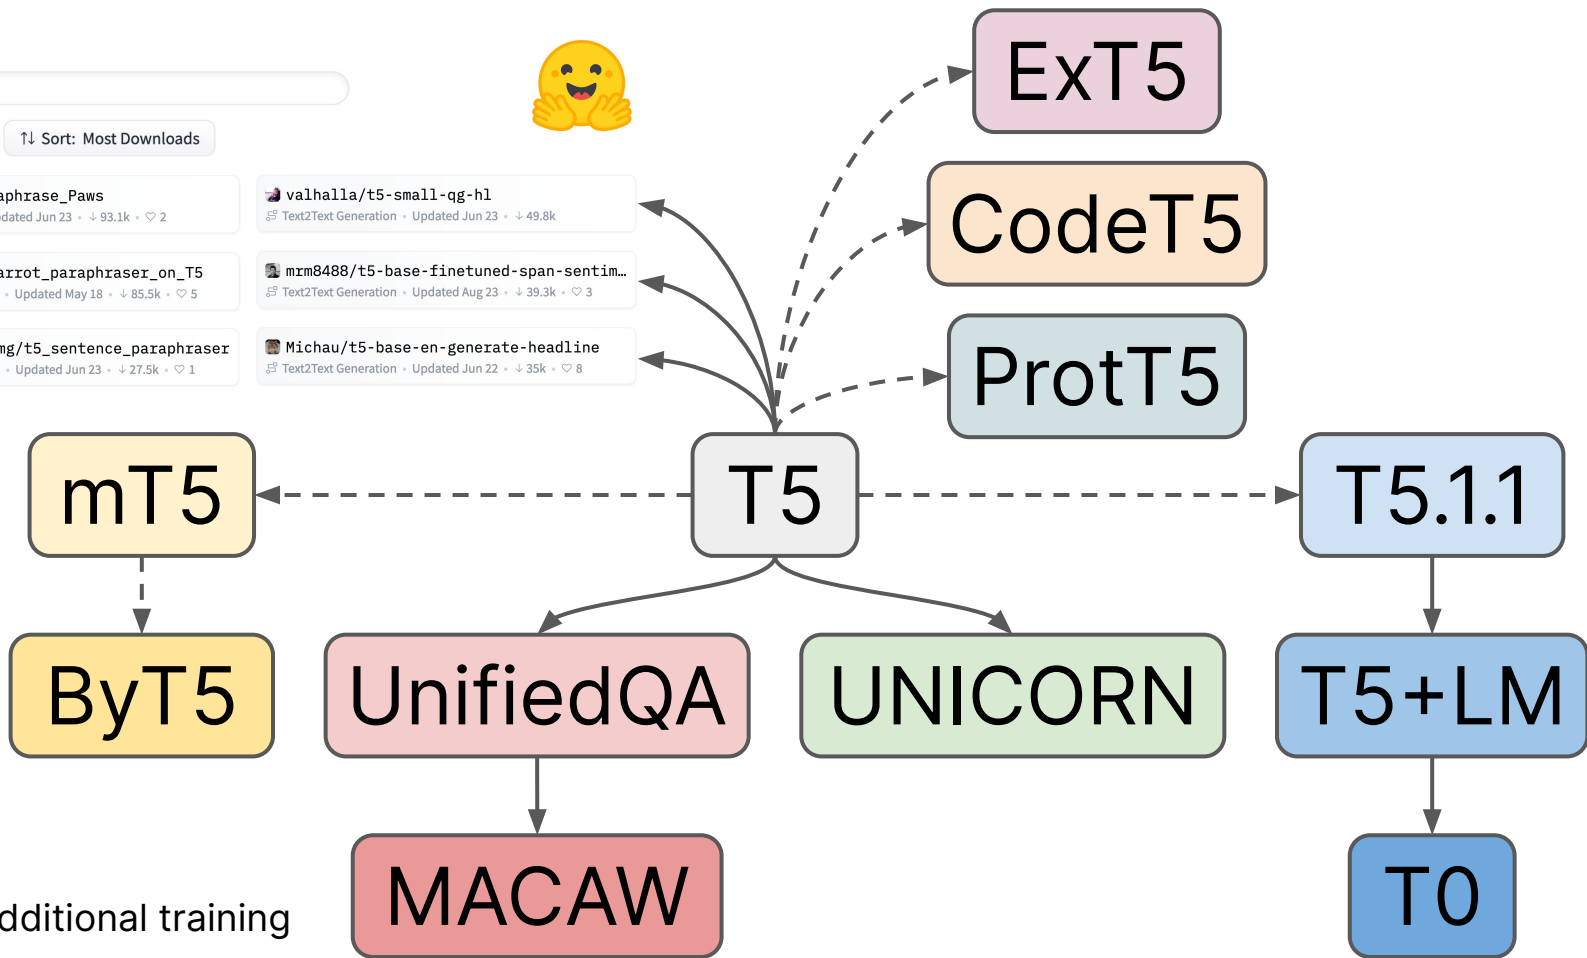 ExT5
Sort: Most Downloads
aphrase_Paws
dated Jun 23 • ↓ 93.1k • ♡ 2
valhalla/t5-small-qg-hl
Text2Text Generation • Updated Jun 23 • ↓ 49.8k
CodeT5
arrot_paraphraser_on_T5
• Updated May 18 • ↓ 85.5k • ♡ 5
mrm8488/t5-base-finetuned-span-sentim…
Text2Text Generation • Updated Aug 23 • ↓ 39.3k • ♡ 3
ng/t5_sentence_paraphraser
• Updated Jun 23 • ↓ 27.5k • ♡ 1
Michau/t5-base-en-generate-headline
Text2Text Generation • Updated Jun 22 • ↓ 35k • ♡ 8
ProtT5
mT5
T5
T5.1.1
ByT5
UnifiedQA
UNICORN
T5+LM
MACAW
T0
dditional training